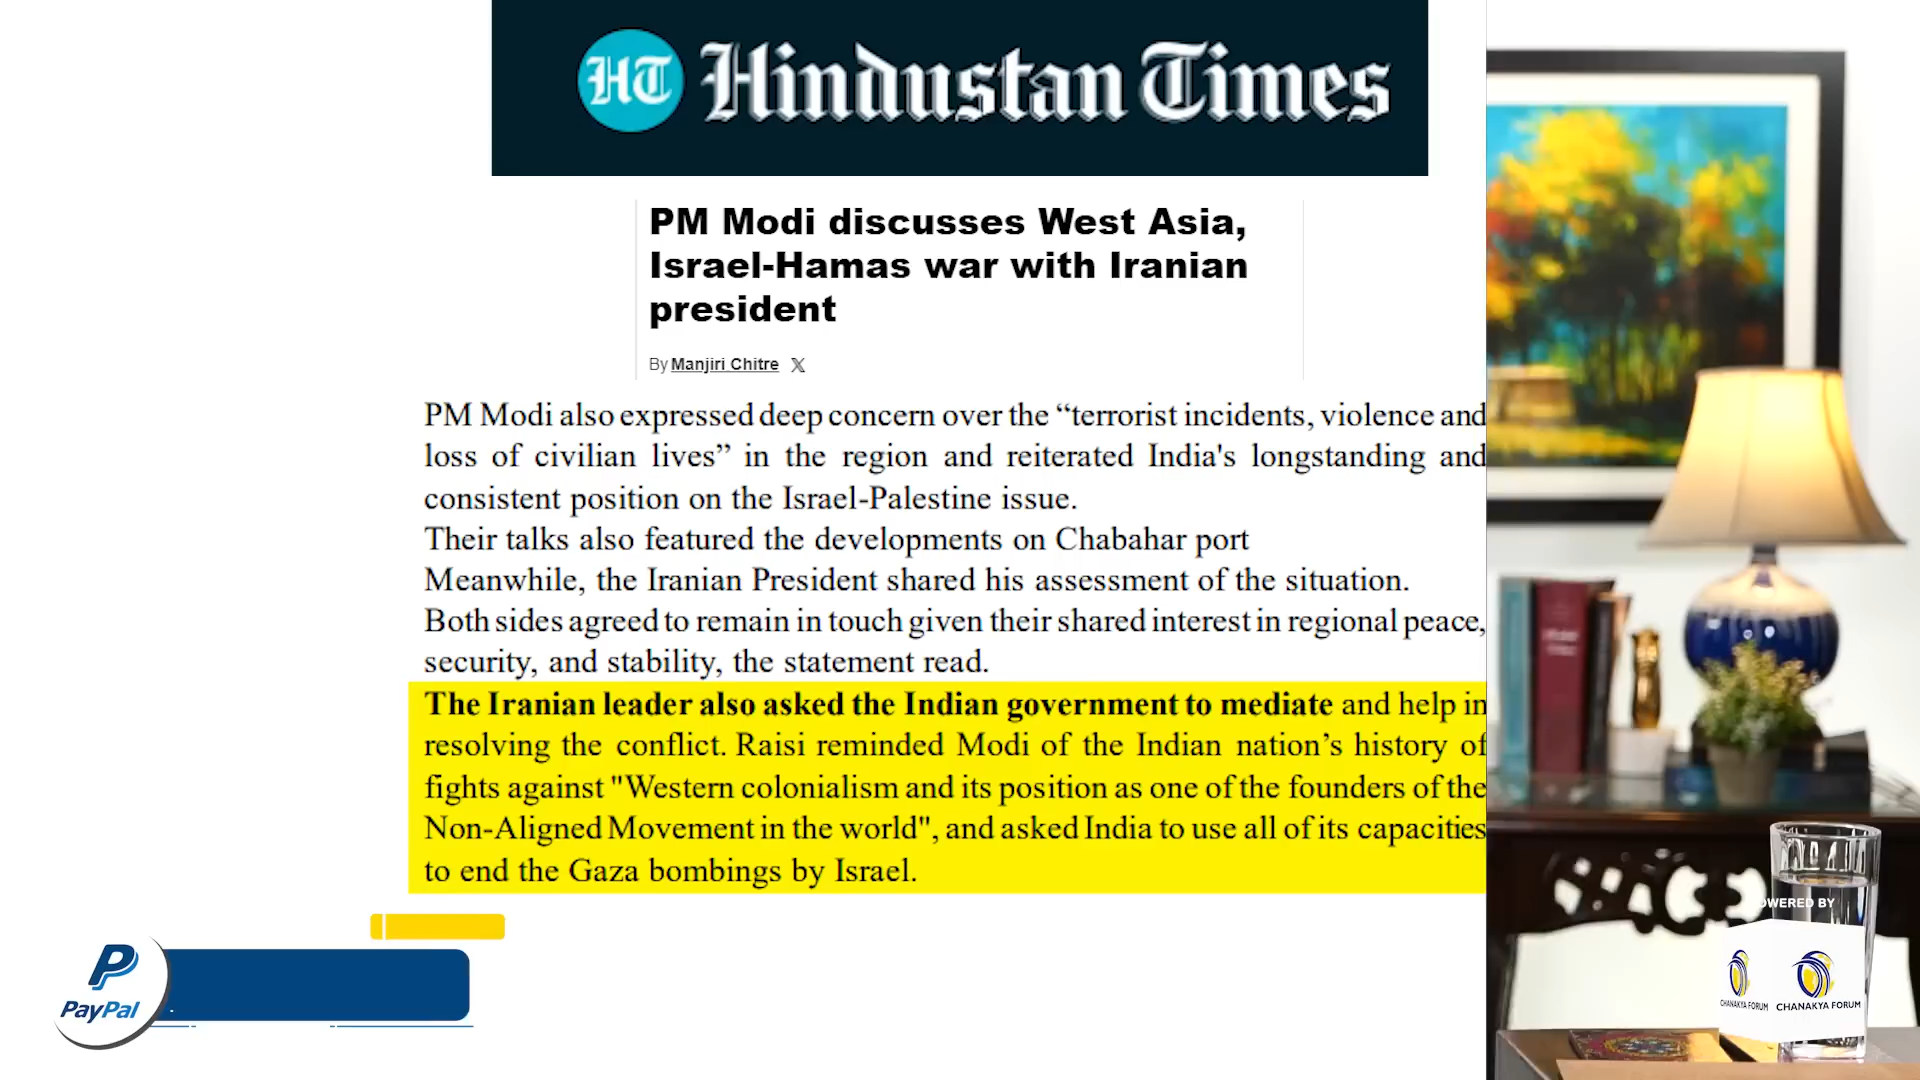 HT Hindustan Times
PM Modi discusses West Asia,
Israel-Hamas war with Iranian
president
By Manjiri Chitre X
PM Modi also expressed deep concern over the “terrorist incidents, violence and
loss of civilian lives” in the region and reiterated India's longstanding and
consistent position on the Israel-Palestine issue.
Their talks also featured the developments on Chabahar port
Meanwhile, the Iranian President shared his assessment of the situation.
Both sides agreed to remain in touch given their shared interest in regional peace,
security, and stability, the statement read.
The Iranian leader also asked the Indian government to mediate and help in
resolving the conflict. Raisi reminded Modi of the Indian nation’s history of
fights against "Western colonialism and its position as one of the founders of the
Non-Aligned Movement in the world", and asked India to use all of its capacities
to end the Gaza bombings by Israel.
PayPal
OWERED BY
CHANAKYA FORUM
CHANAKYA FORUM